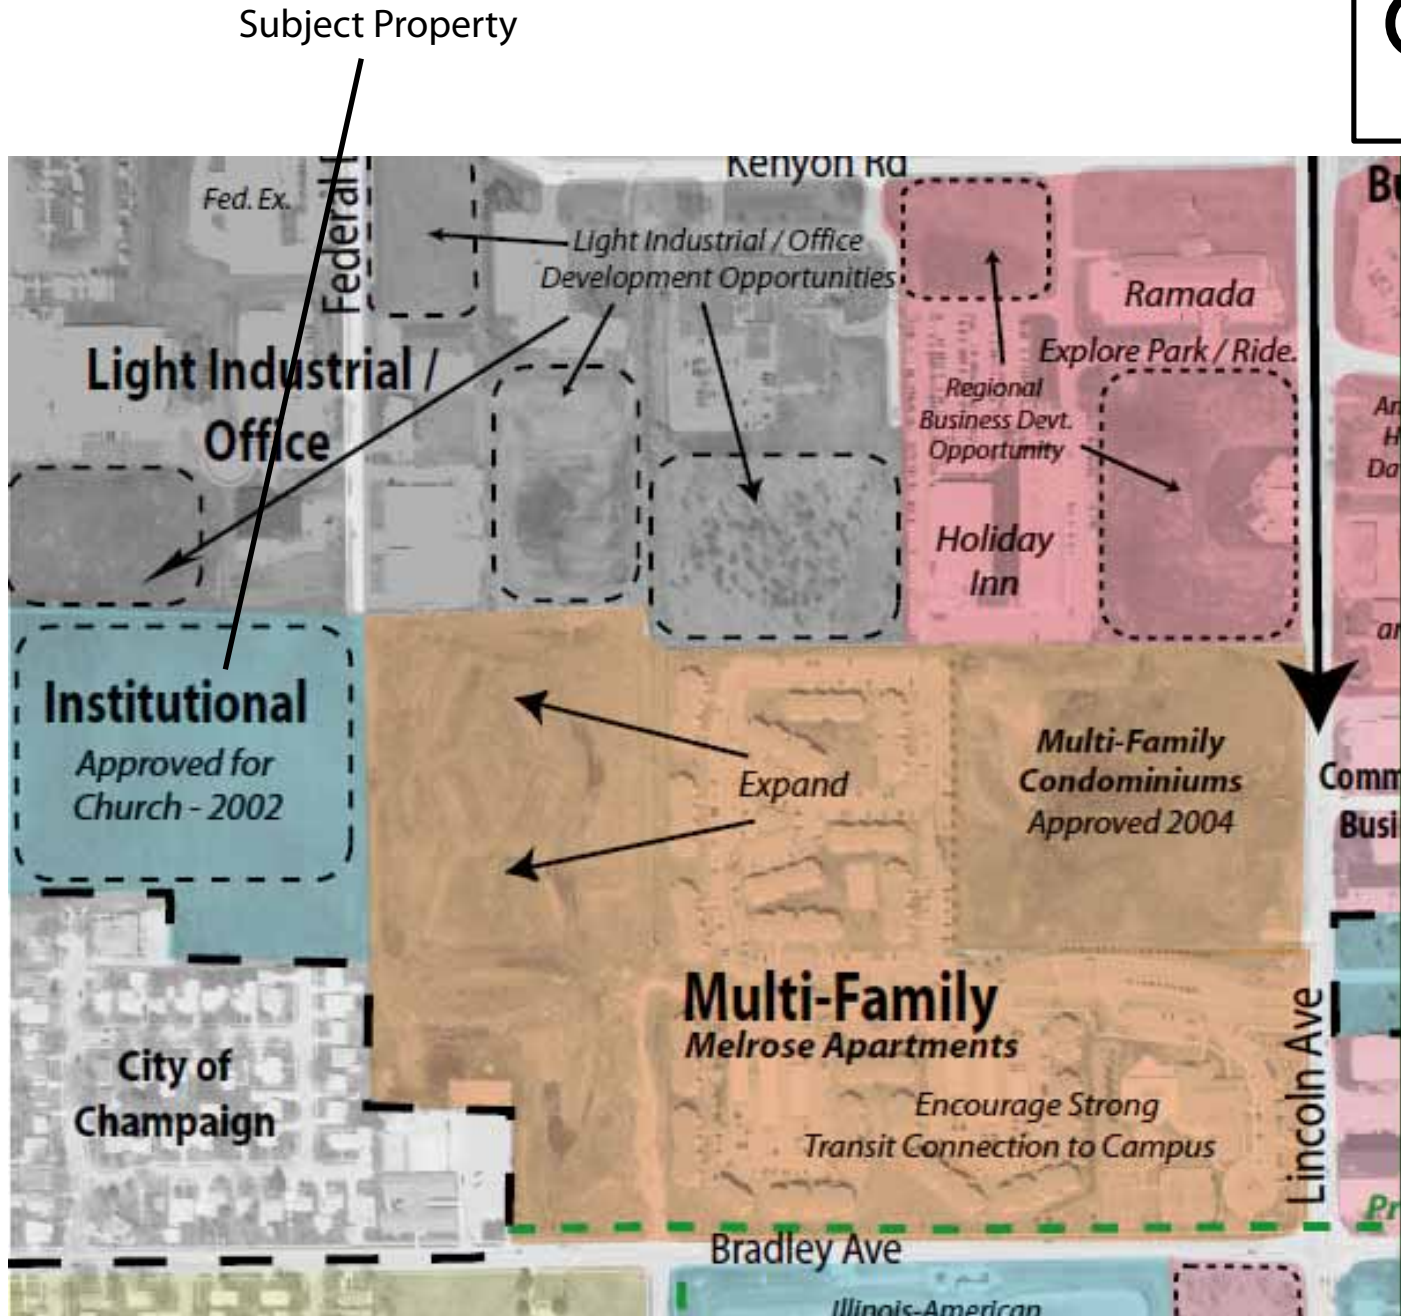 Subject Property
Kenyon Rd
Fed. Ex.
Federal
Light Industrial / Office
Development Opportunities
Ramada
Explore Park / Ride.
Light Industrial /
Office
Regional
Business Devt.
Opportunity
Holiday
Inn
Institutional
Approved for
Church - 2002
Expand
Multi-Family
Condominiums
Approved 2004
Multi-Family
Melrose Apartments
City of
Champaign
Encourage Strong
Transit Connection to Campus
Lincoln Ave
Bradley Ave
Illinois-American